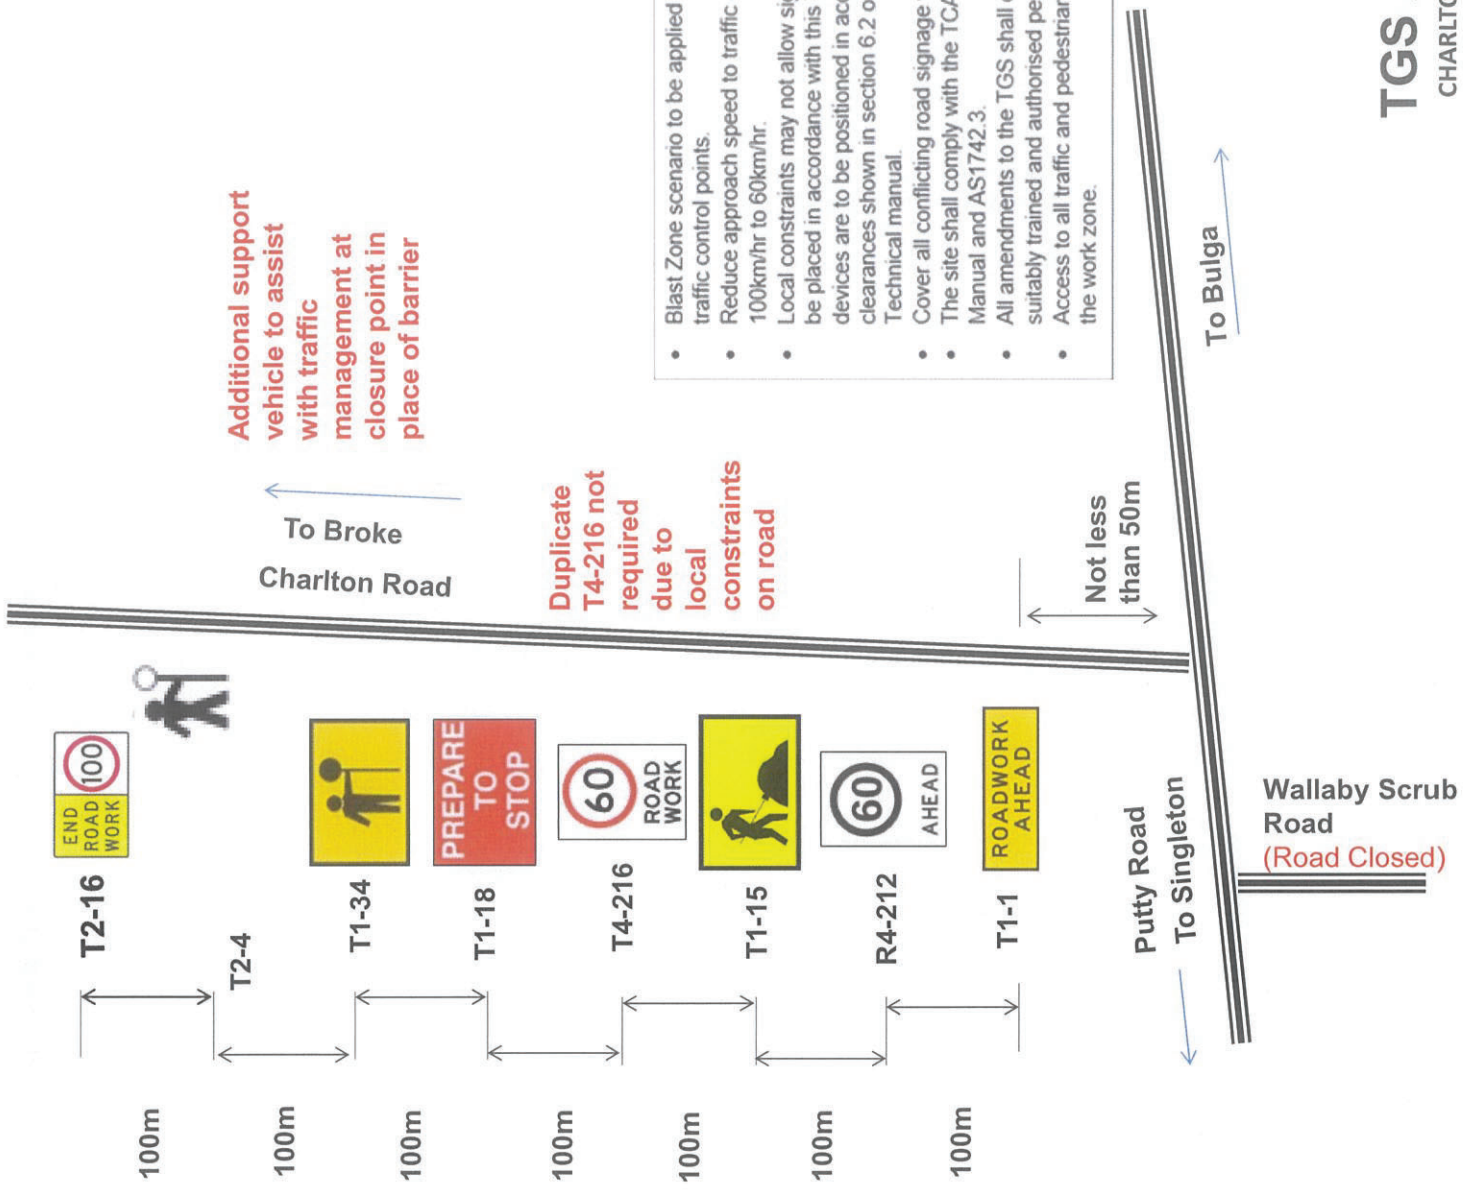 Additional support
vehicle to assist
with traffic
management at
closure point in
place of barrier
To Broke
Charlton Road
Duplicate
T4-216 not
required
due to
local
constraints
on road
Not less
than 50m
END
ROAD
WORK
100
T2-16
T2-4
T1-34
PREPARE
TO
STOP
T1-18
60
ROAD
WORK
T4-216
T1-15
60
AHEAD
R4-212
ROADWORK
AHEAD
T1-1
100m
100m
100m
100m
100m
100m
100m
Putty Road
To Singleton
Wallaby Scrub
Road
(Road Closed)
To Bulga
• Blast Zone scenario to be applied
traffic control points.
• Reduce approach speed to traffic
100km/hr to 60km/hr.
• Local constraints may not allow
be placed in accordance with this
devices are to be positioned in
clearances shown in section 6.2
Technical manual.
• Cover all conflicting road signage
• The site shall comply with the
Manual and AS1742.3.
• All amendments to the TGS shall
suitably trained and authorised
• Access to all traffic and
the work zone.
TGS